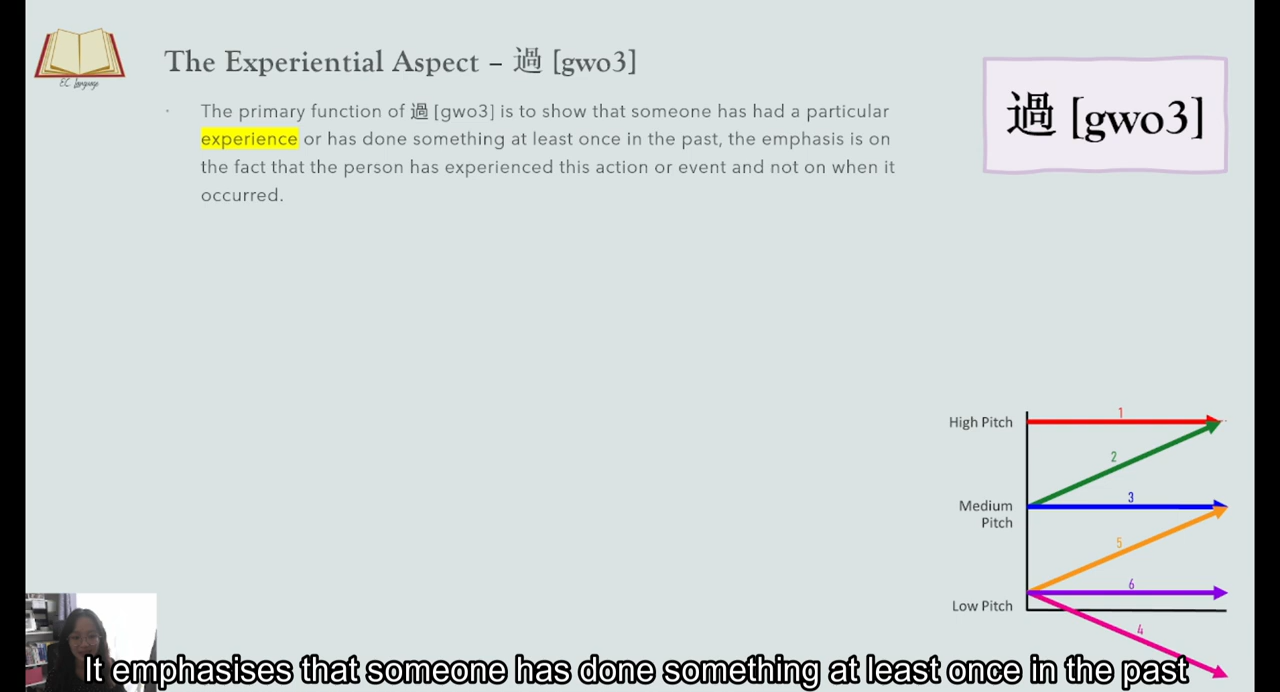 The Experiential Aspect – 過 [gwo3]
EC Language
· The primary function of 過 [gwo3] is to show that someone has had a particular
experience or has done something at least once in the past, the emphasis is on
the fact that the person has experienced this action or event and not on when it
occurred.
過 [gwo3]
High Pitch
1
2
Medium
Pitch
3
5
6
Low Pitch
4
It emphasises that someone has done something at least once in the past